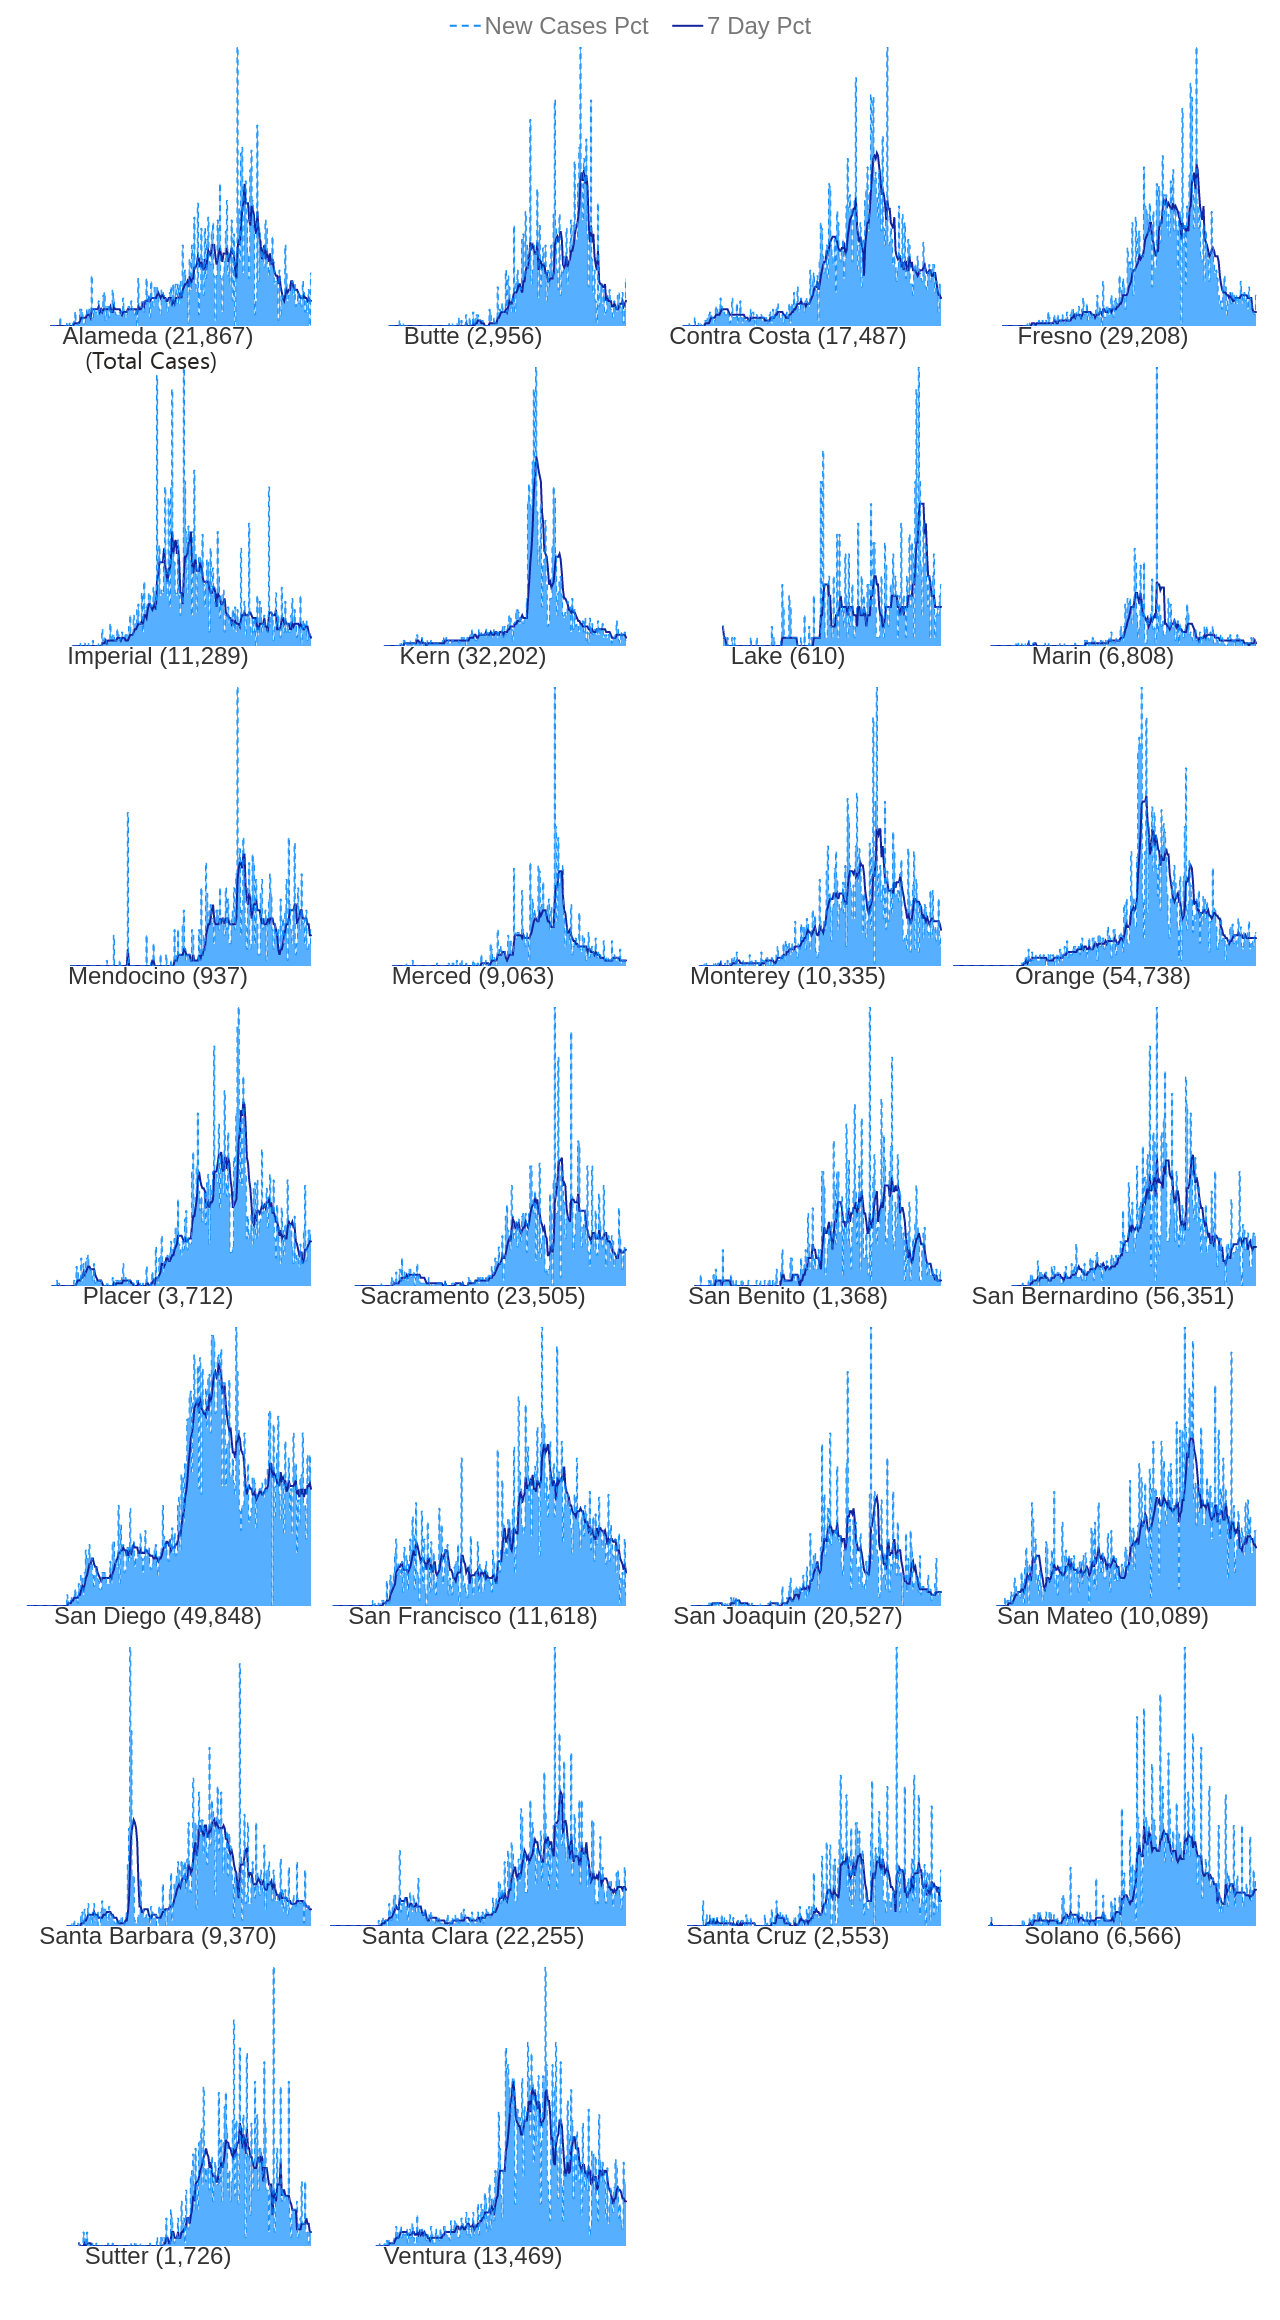 New Cases Pct 7 Day Pct
Alameda (21,867) Butte (2,956) Contra Costa (17,487) Fresno (29,208)
(Total Cases)
Imperial (11,289) Kern (32,202) Lake (610) Marin (6,808)
Mendocino (937) Merced (9,063) Monterey (10,335) Orange (54,738)
Placer (3,712) Sacramento (23,505) San Benito (1,368) San Bernardino (56,351)
San Diego (49,848) San Francisco (11,618) San Joaquin (20,527) San Mateo (10,089)
Santa Barbara (9,370) Santa Clara (22,255) Santa Cruz (2,553) Solano (6,566)
Sutter (1,726) Ventura (13,469)